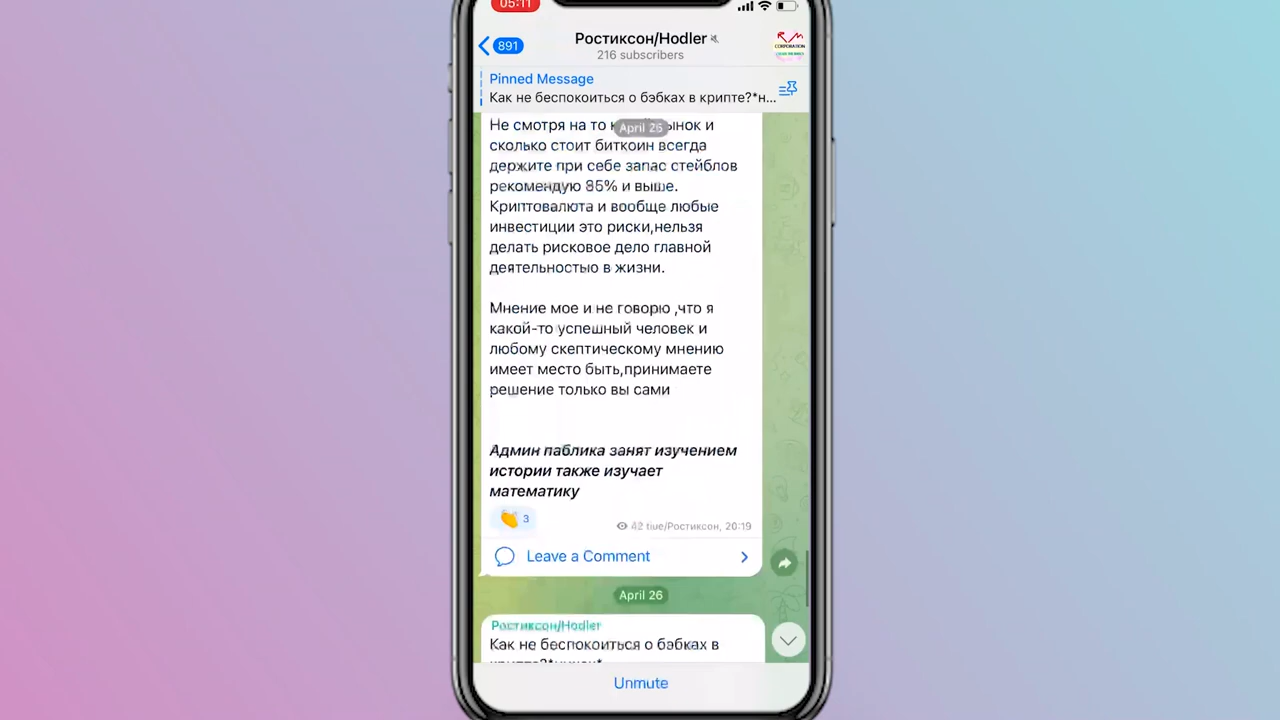 05:11
891
Ростиксон/Hodler
216 subscribers
CORPORATION
Pinned Message
Как не беспокоиться о бэбках в крипте?*н...
April 26
Не смотря на то рынок и
сколько стоит биткоин всегда
держите при себе запас стейблов
рекомендую 85% и выше.
Криптовалюта и вообще любые
инвестиции это риски,нельзя
делать рисковое дело главной
деятельностью в жизни.
Мнение мое и не говорю ,что я
какой-то успешный человек и
любому скептическому мнению
имеет место быть,принимаете
решение только вы сами
Админ паблика занят изучением
истории также изучает
математику
3
42 tiue/Ростиксон, 20:19
Leave a Comment
April 26
Ростиксон/Hodler
Как не беспокоиться о бэбках в
Unmute